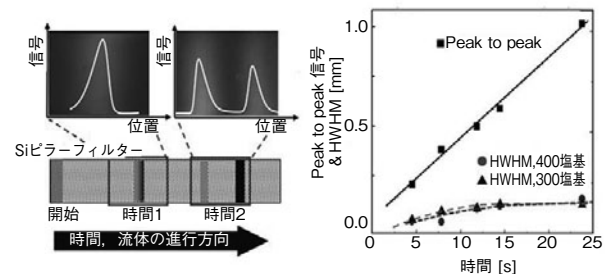 信号
信号
位置
位置
Siピラーフィルター
開始
時間1
時間2
時間，流体の進行方向
Peak to peak 信号
& HWHM [mm]
1.0
0.5
0.0
Peak to peak
HWHM,400塩基
HWHM,300塩基
0 5 10 15 20 25
時間 [s]